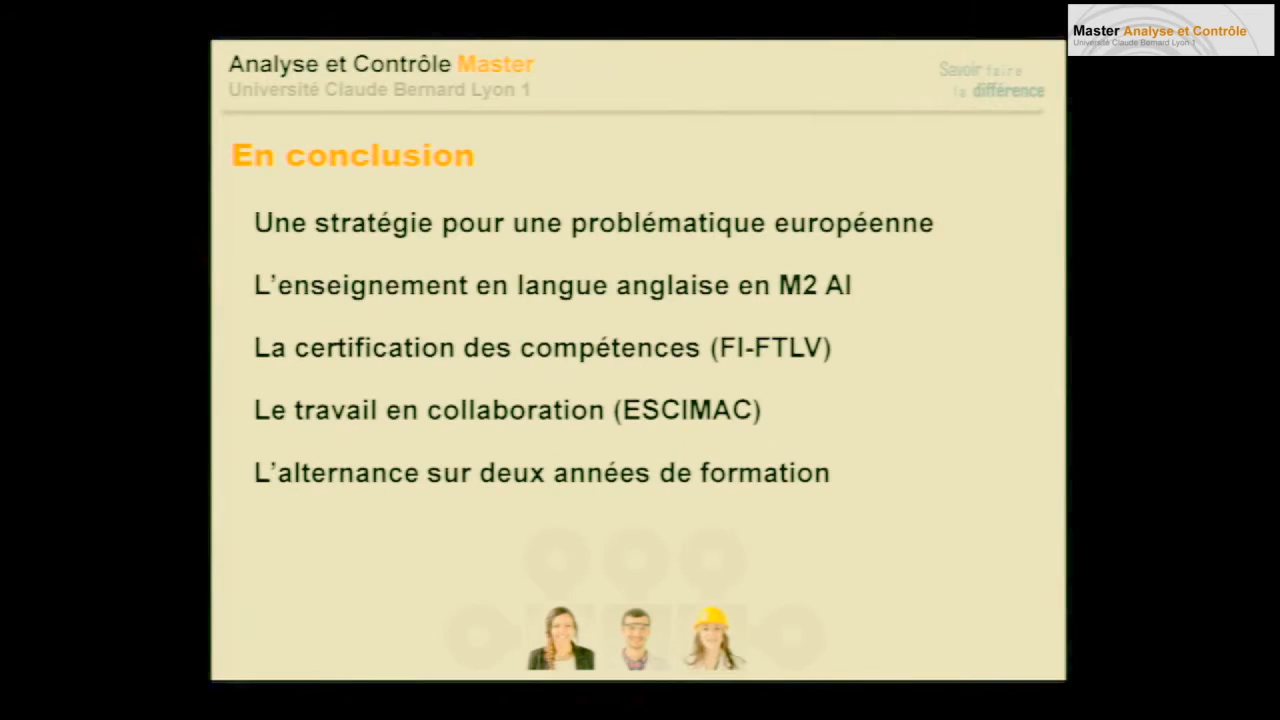 Master Analyse et Contrôle
Université Claude Bernard Lyon 1
Analyse et Contrôle Master
Université Claude Bernard Lyon 1
Savoir faire
la différence
En conclusion
Une stratégie pour une problématique européenne
L’enseignement en langue anglaise en M2 AI
La certification des compétences (FI-FTLV)
Le travail en collaboration (ESCIMAC)
L’alternance sur deux années de formation